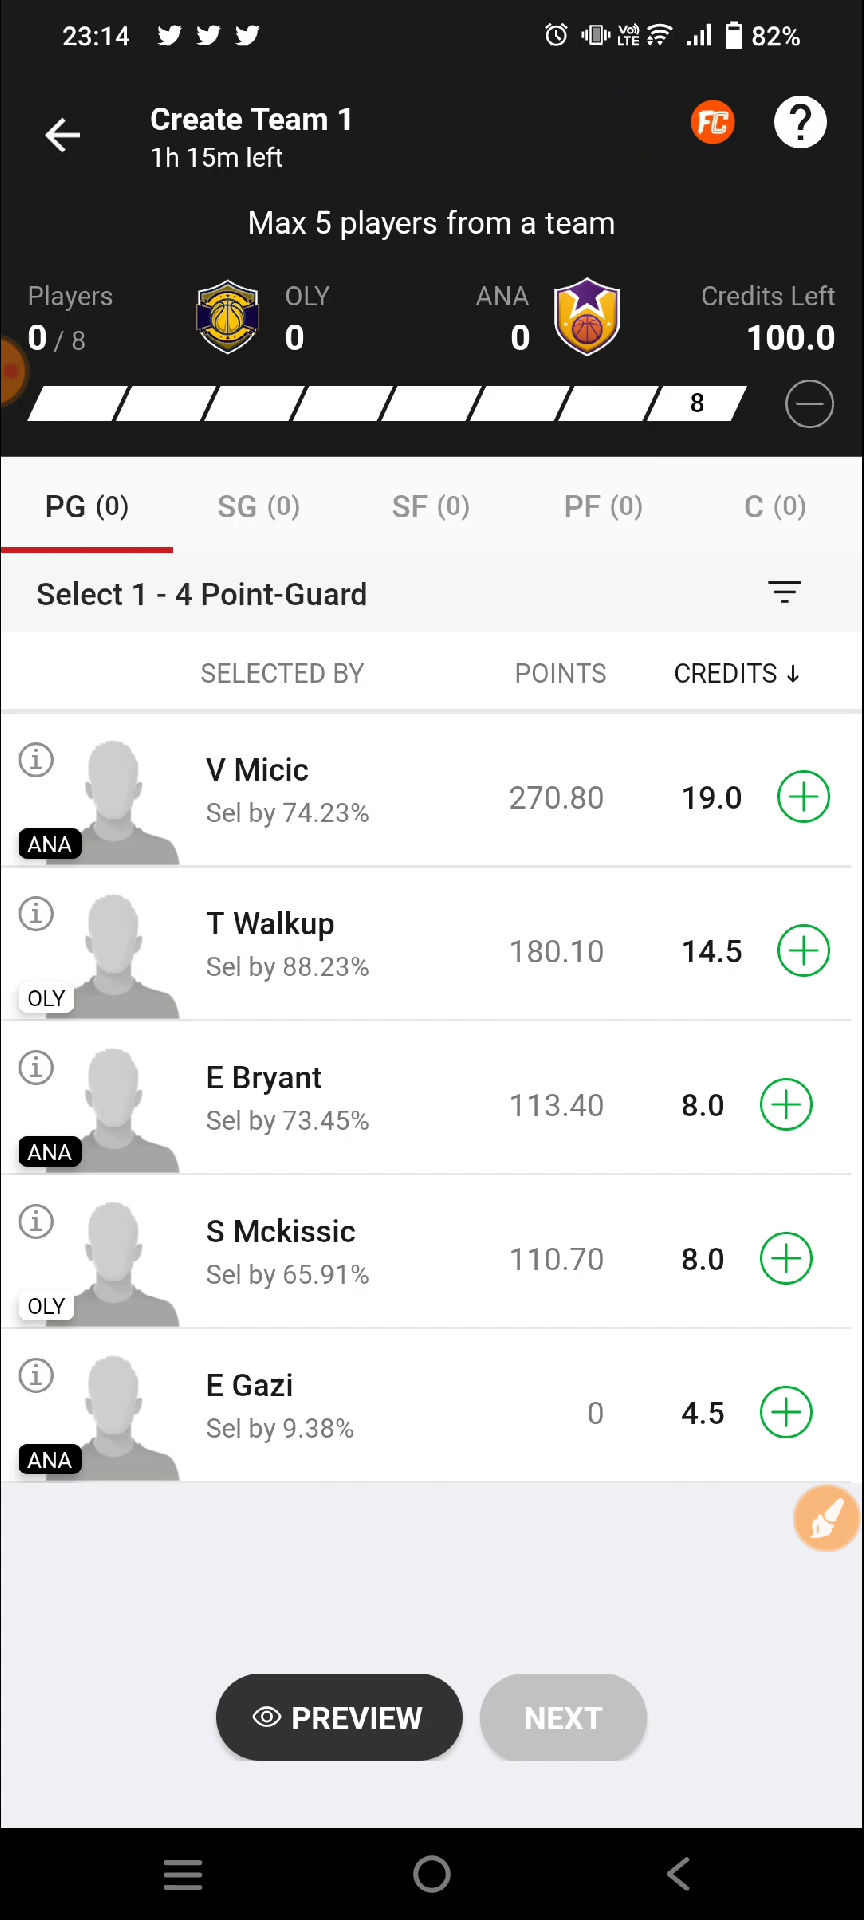 23:14 Vo) LTE 82%
Create Team 1
1h 15m left
FC
?
Max 5 players from a team
Players OLY ANA Credits Left
0 / 8 0 0 100.0
8
PG (0) SG (0) SF (0) PF (0) C (0)
Select 1 - 4 Point-Guard
SELECTED BY POINTS CREDITS ↓
V Micic
Sel by 74.23% 270.80 19.0
ANA
T Walkup
Sel by 88.23% 180.10 14.5
OLY
E Bryant
Sel by 73.45% 113.40 8.0
ANA
S Mckissic
Sel by 65.91% 110.70 8.0
OLY
E Gazi
Sel by 9.38% 0 4.5
ANA
PREVIEW NEXT